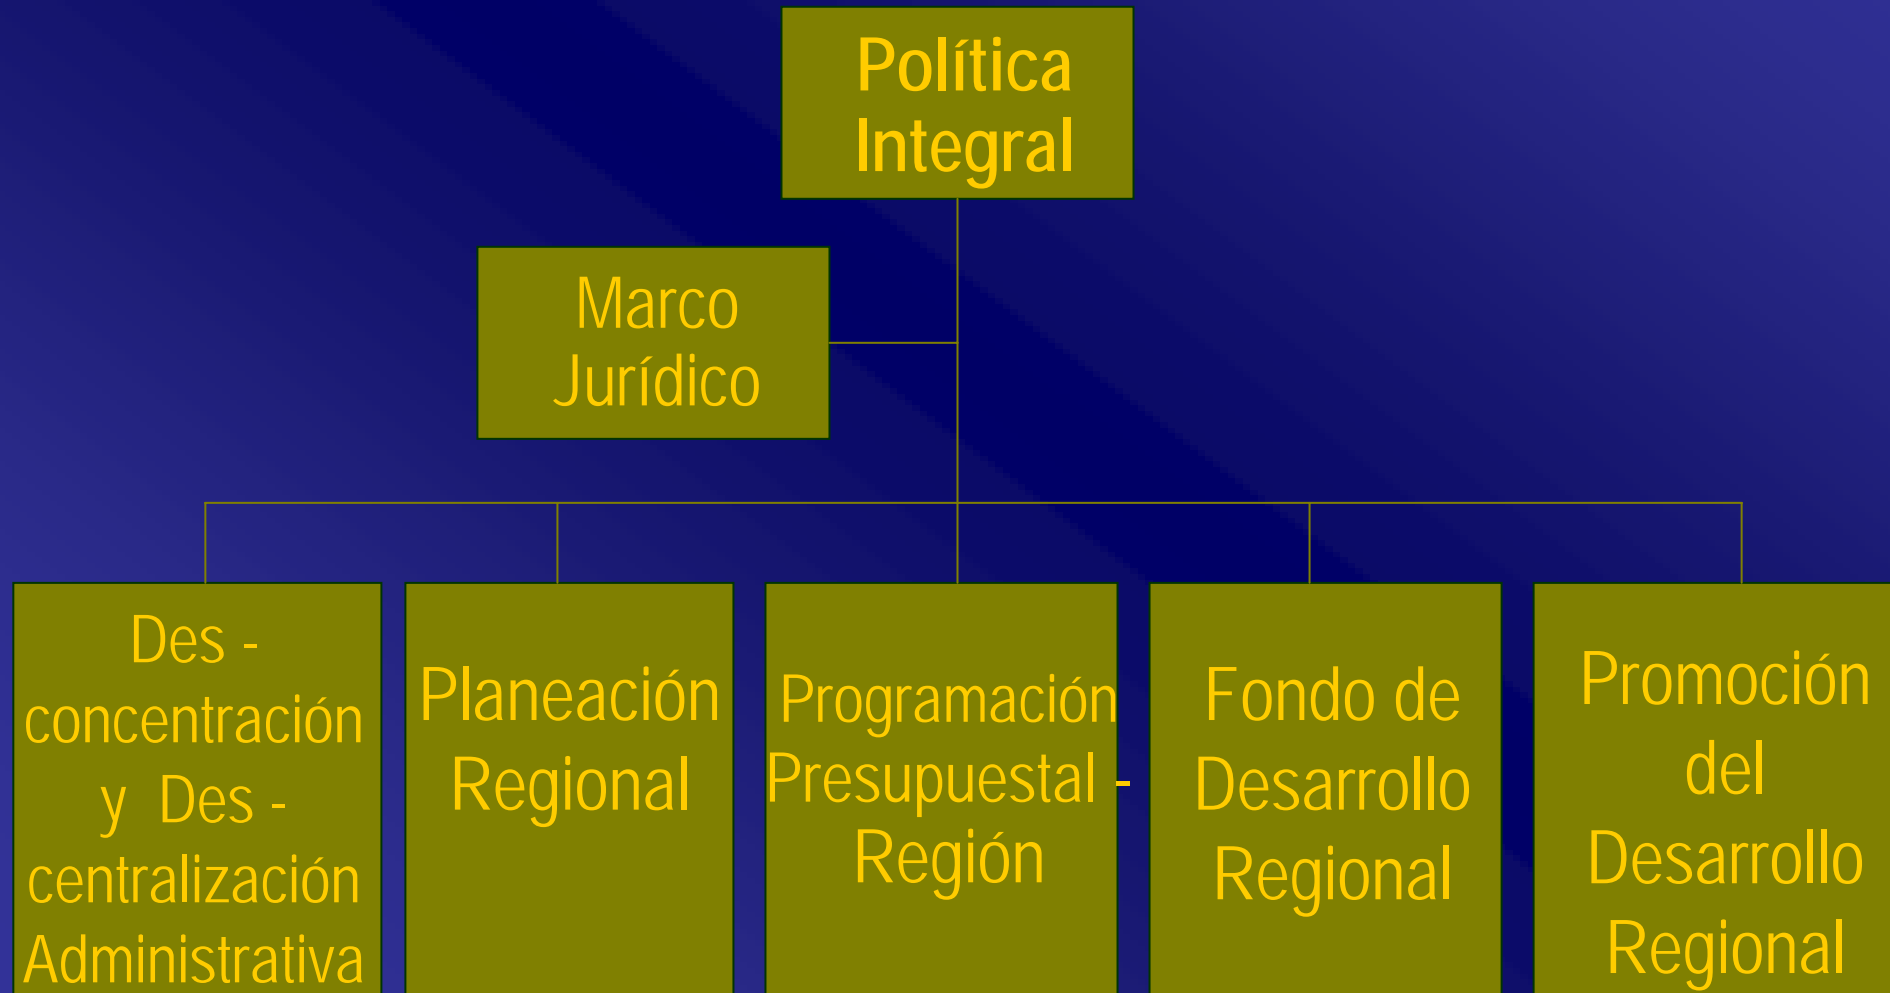 Política
Integral
Marco
Jurídico
Des -
concentración
y Des -
centralización
Administrativa
Planeación
Regional
Programación
Presupuestal -
Región
Fondo de
Desarrollo
Regional
Promoción
del
Desarrollo
Regional